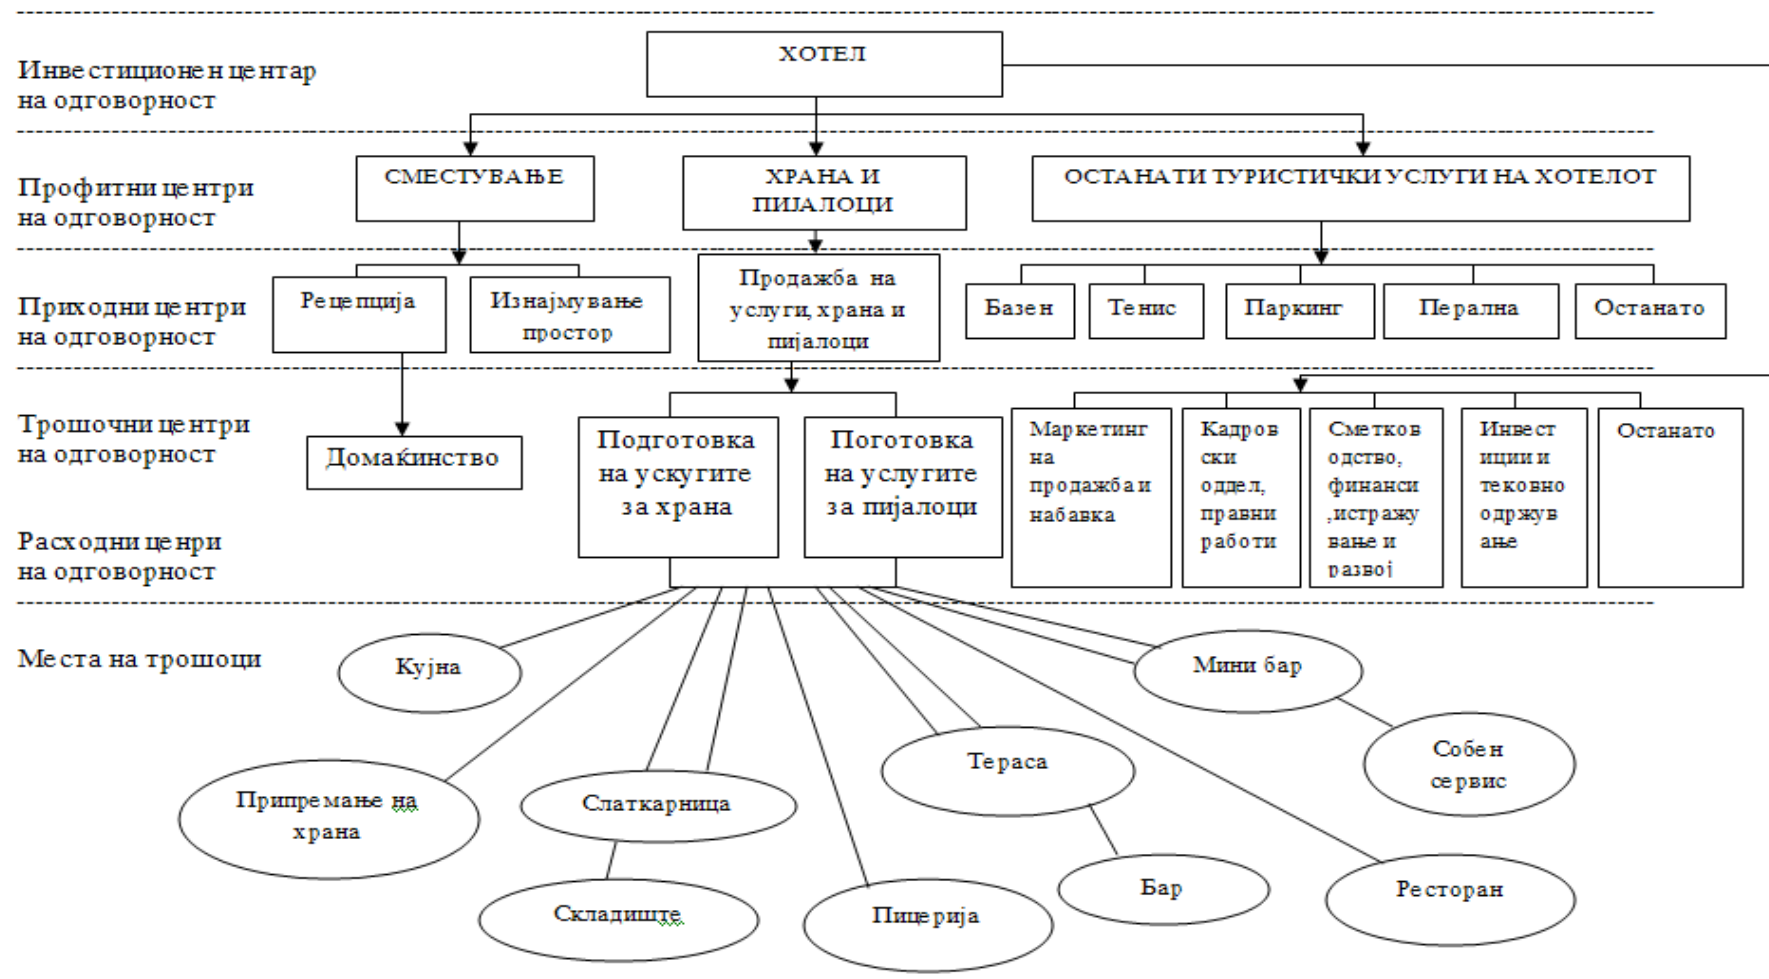 ХОТЕЛ
Инвестиционен центар
на одговорност
СМЕСТУВАЊЕ
ХРАНА И
ПИЈАЛОЦИ
ОСТАНАТИ ТУРИСТИЧКИ УСЛУГИ НА ХОТЕЛОТ
Профитни центри
на одговорност
Рецепција
Изнајмување
простор
Продажба на
услуги, храна и
пијалоци
Базен
Тенис
Паркинг
Перална
Останато
Приходни центри
на одговорност
Трошочни центри
на одговорност
Домаќинство
Подготовка
на ускугите
за храна
Поготовка
на услугите
за пијалоци
Маркетинг
на
продажба и
набавка
Кадров
ски
оддел,
правни
работи
Сметков
одство,
финанси
,истражу
вање и
развој
Инвест
иции и
тековно
одржув
ање
Останато
Расходни ценри
на одговорност
Места на трошоци
Кујна
Мини бар
Собен
сервис
Тераса
Припремање на
храна
Слаткарница
Складиште
Пицерија
Бар
Ресторан